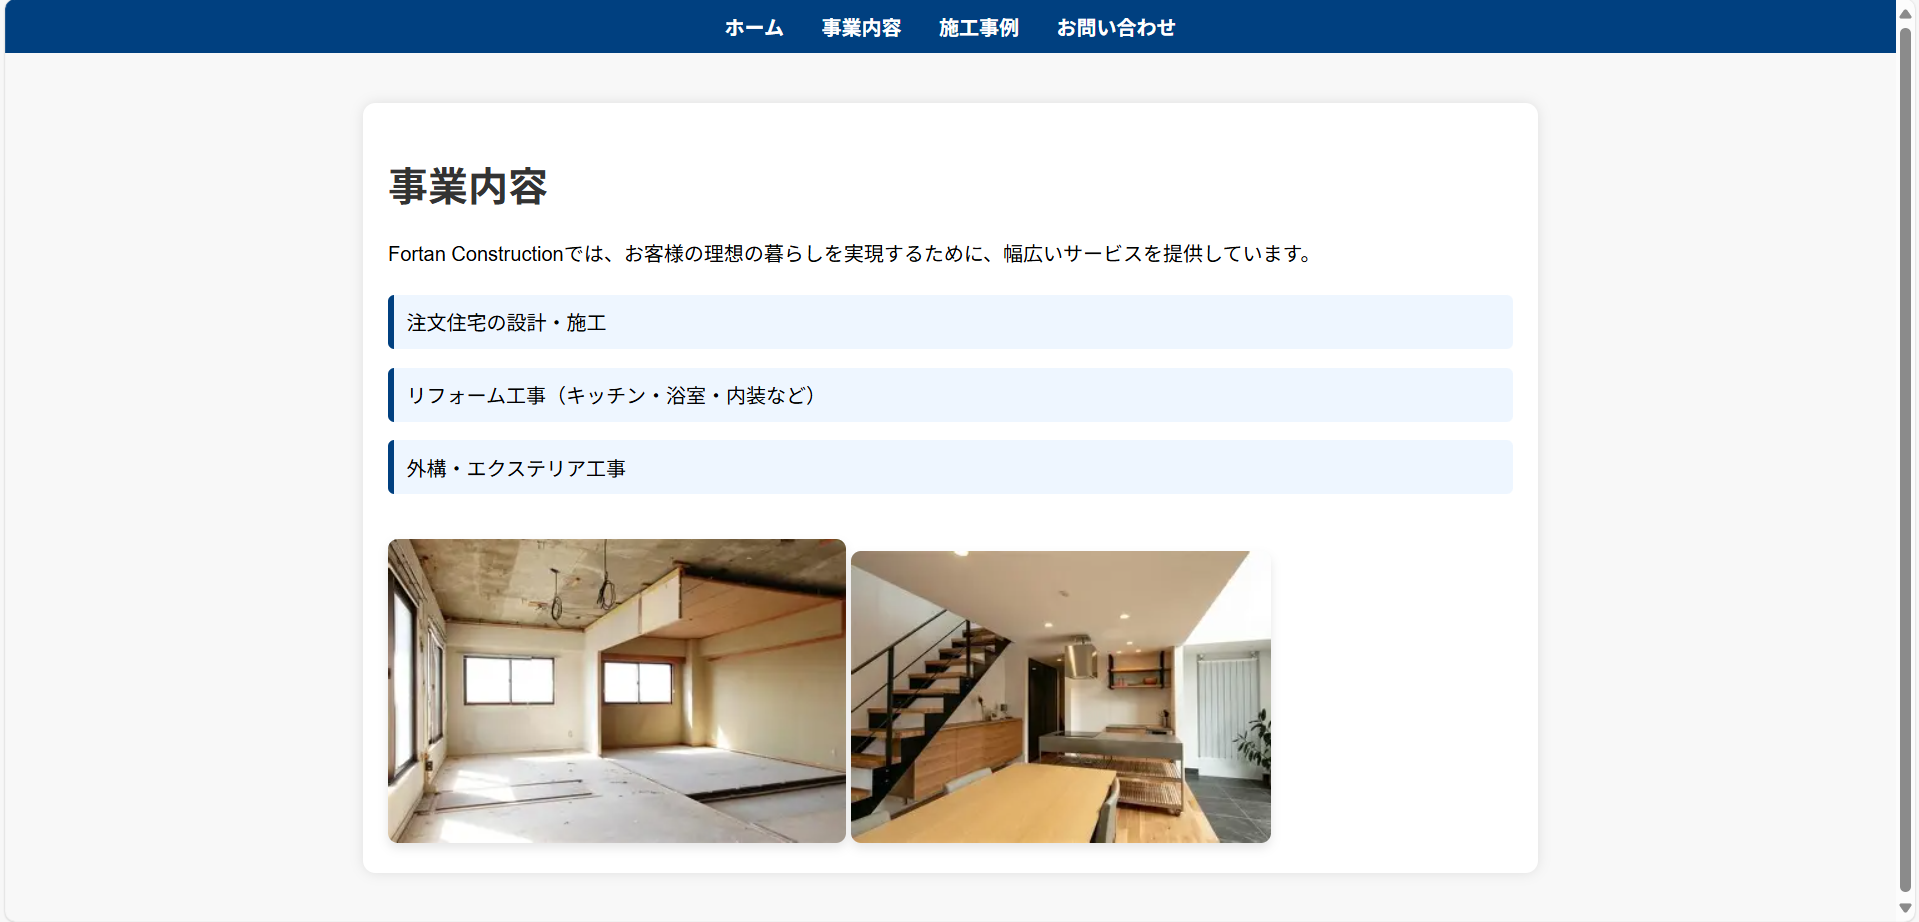 ホーム 事業内容 施工事例 お問い合わせ
事業内容
Fortan Constructionでは、お客様の理想の暮らしを実現するために、幅広いサービスを提供しています。
注文住宅の設計・施工
リフォーム工事（キッチン・浴室・内装など）
外構・エクステリア工事